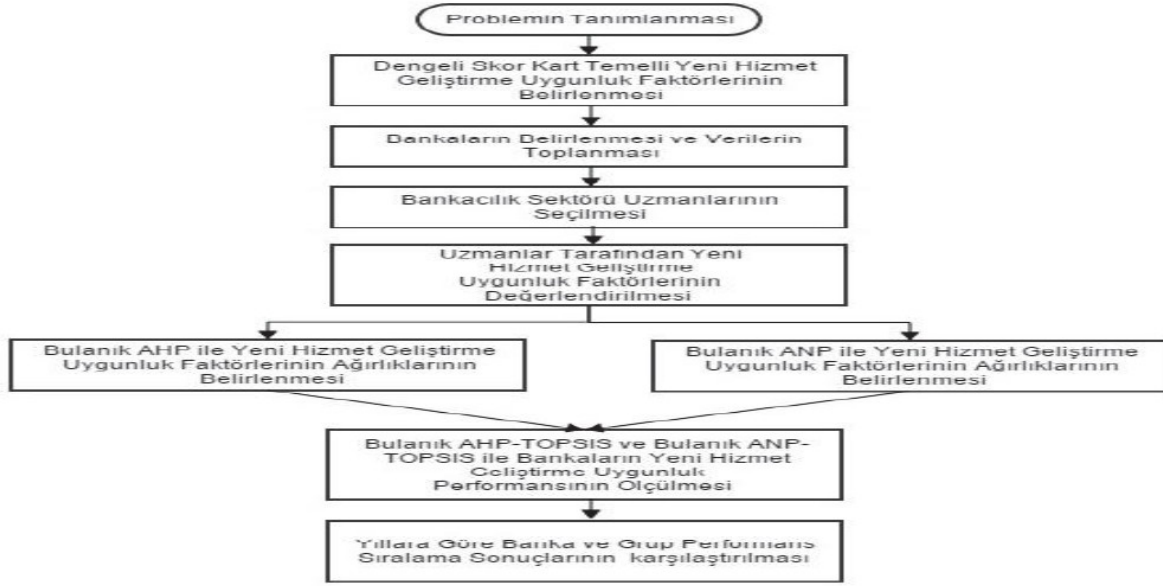 Problemin Tanımlanması
Dengeli Skor Kart Temelli Yeni Hizmet
Geliştirme Uygunluk Faktörlerinin
Belirlenmesi
Bankaların Belirlenmesi ve Verilerin
Toplanması
Bankacılık Sektörü Uzmanlarının
Seçilmesi
Uzmanlar Tarafından Yeni
Hizmet Geliştirme
Uygunluk Faktörlerinin
Değerlendirilmesi
Bulanık AHP ile Yeni Hizmet Geliştirme
Uygunluk Faktörlerinin Ağırlıklarının
Belirlenmesi
Bulanık ANP ile Yeni Hizmet Geliştirme
Uygunluk Faktörlerinin Ağırlıklarının
Belirlenmesi
Bulanık AHP-TOPSIS ve Bulanık ANP-
TOPSIS ile Bankaların Yeni Hizmet
Geliştirme Uygunluk
Performansının Ölçülmesi
Yıllara Göre Banka ve Grup Performans
Sıralama Sonuçlarının karşılaştırılması